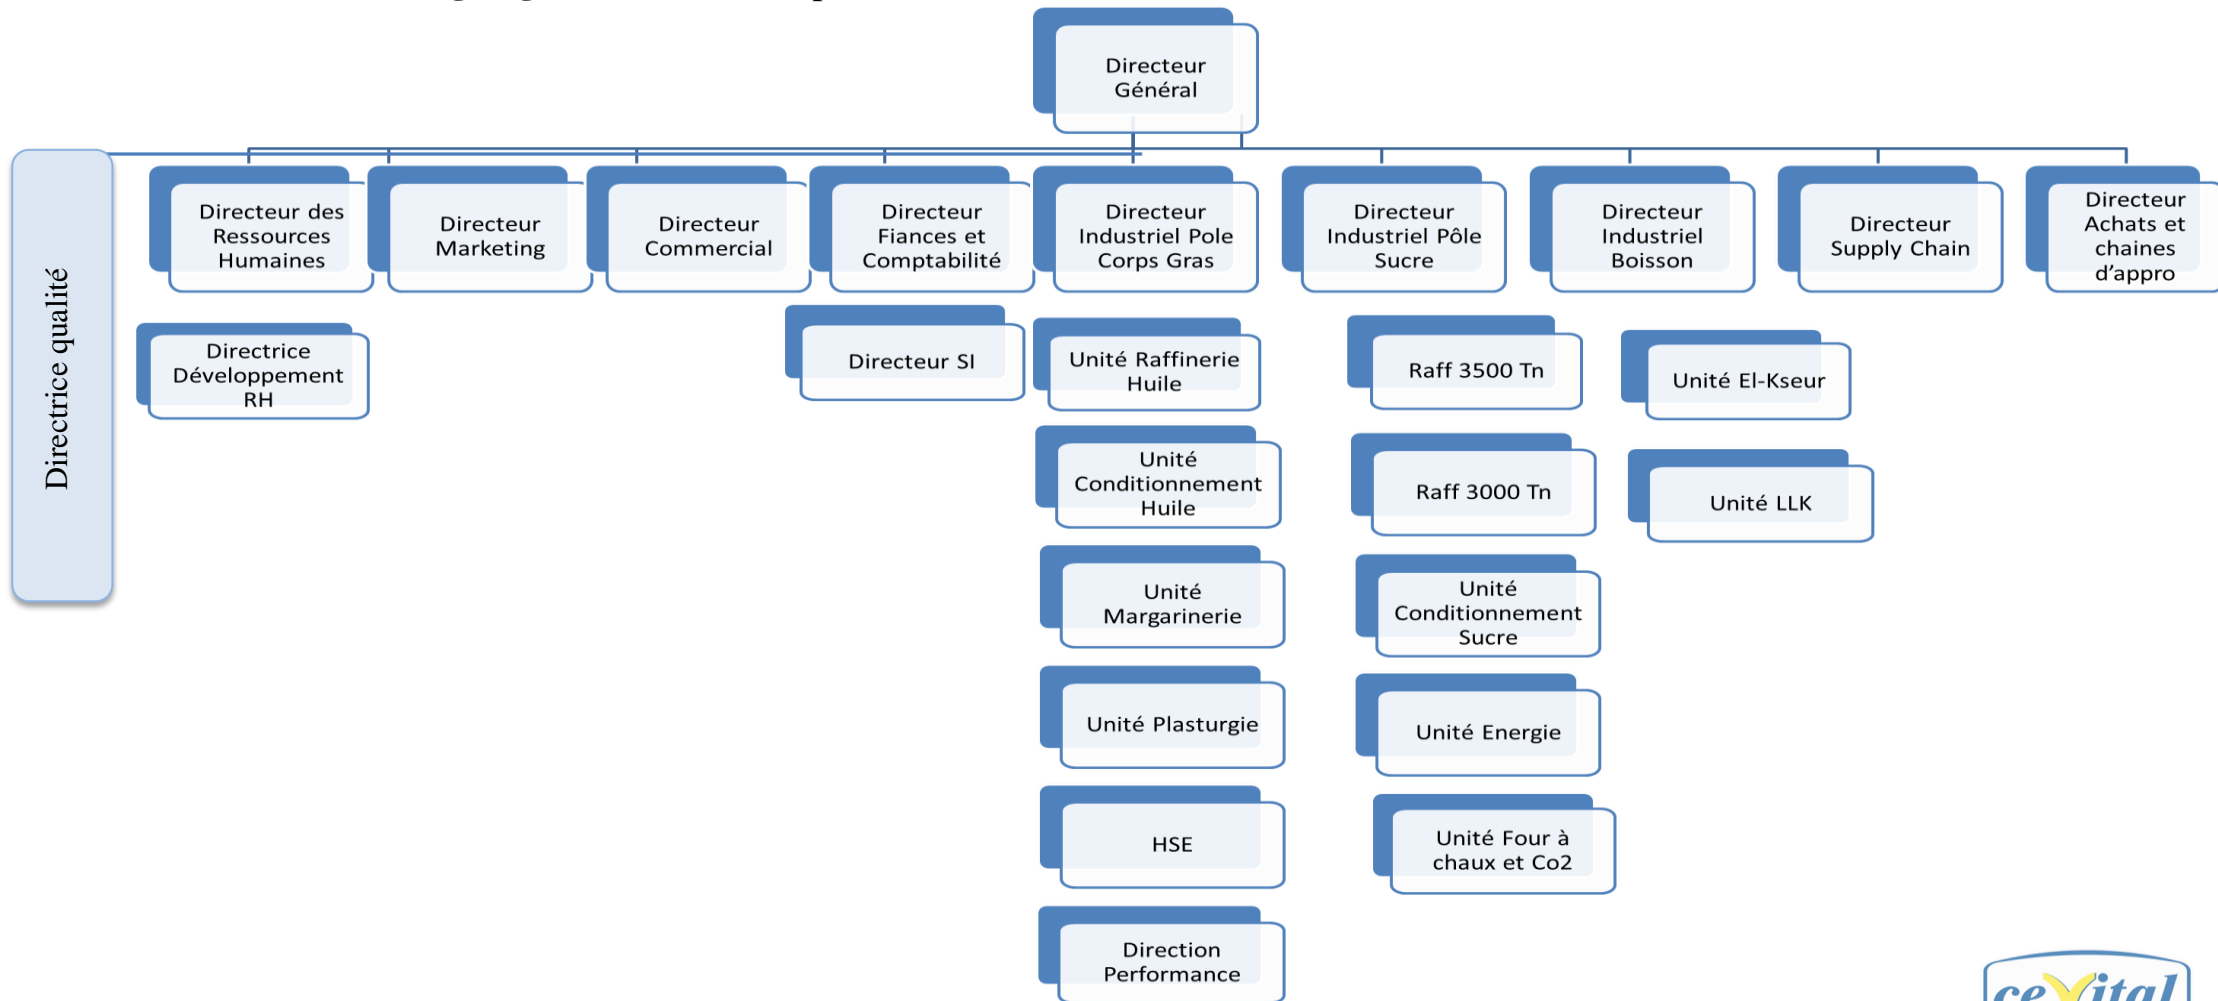 Directeur
Général
Directrice qualité
Directeur des
Ressources
Humaines
Directeur
Marketing
Directeur
Commercial
Directeur
Fiances et
Comptabilité
Directeur
Industriel Pole
Corps Gras
Directeur
Industriel Pôle
Sucre
Directeur
Industriel
Boisson
Directeur
Supply Chain
Directeur
Achats et
chaines
d’appro
Directrice
Développement
RH
Directeur SI
Unité Raffinerie
Huile
Unité
Conditionnement
Huile
Unité
Margarinerie
Unité Plasturgie
HSE
Direction
Performance
Raff 3500 Tn
Raff 3000 Tn
Unité
Conditionnement
Sucre
Unité Energie
Unité Four à
chaux et Co2
Unité El-Kseur
Unité LLK
cevital